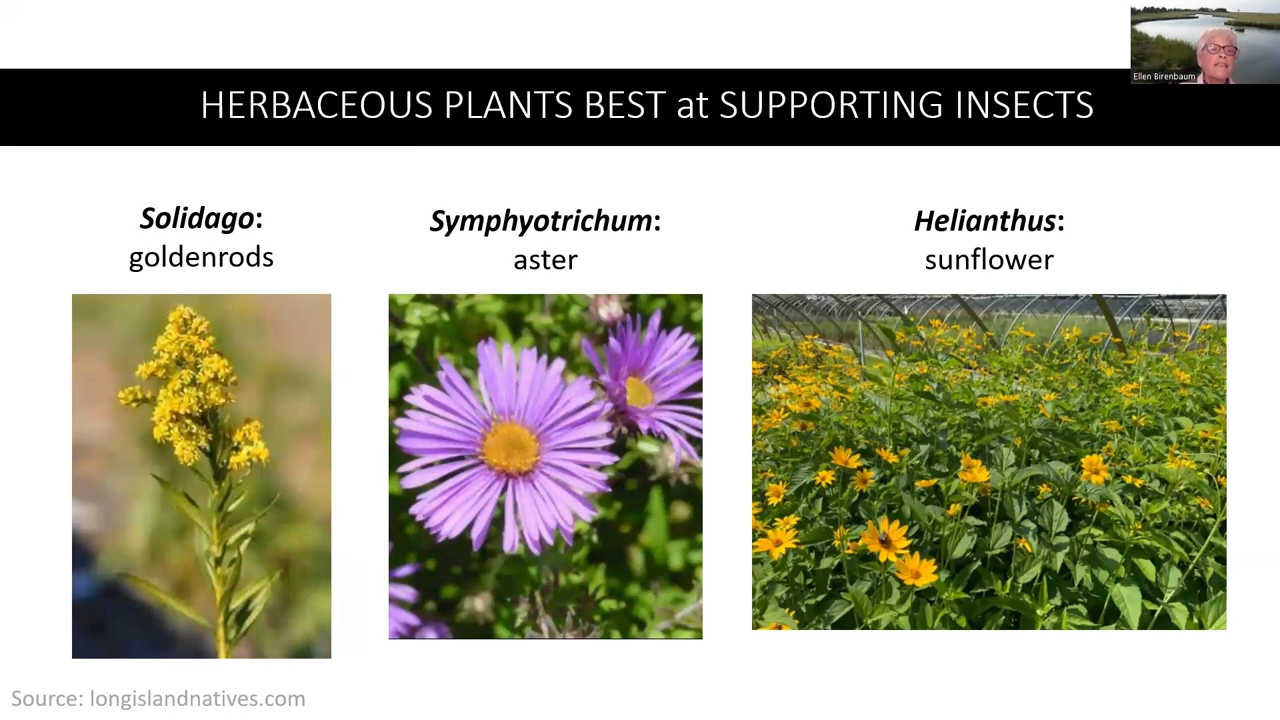 Ellen Birenbaum
HERBACEOUS PLANTS BEST at SUPPORTING INSECTS
Solidago:
goldenrods
Symphyotrichum:
aster
Helianthus:
sunflower
Source: longislandnatives.com